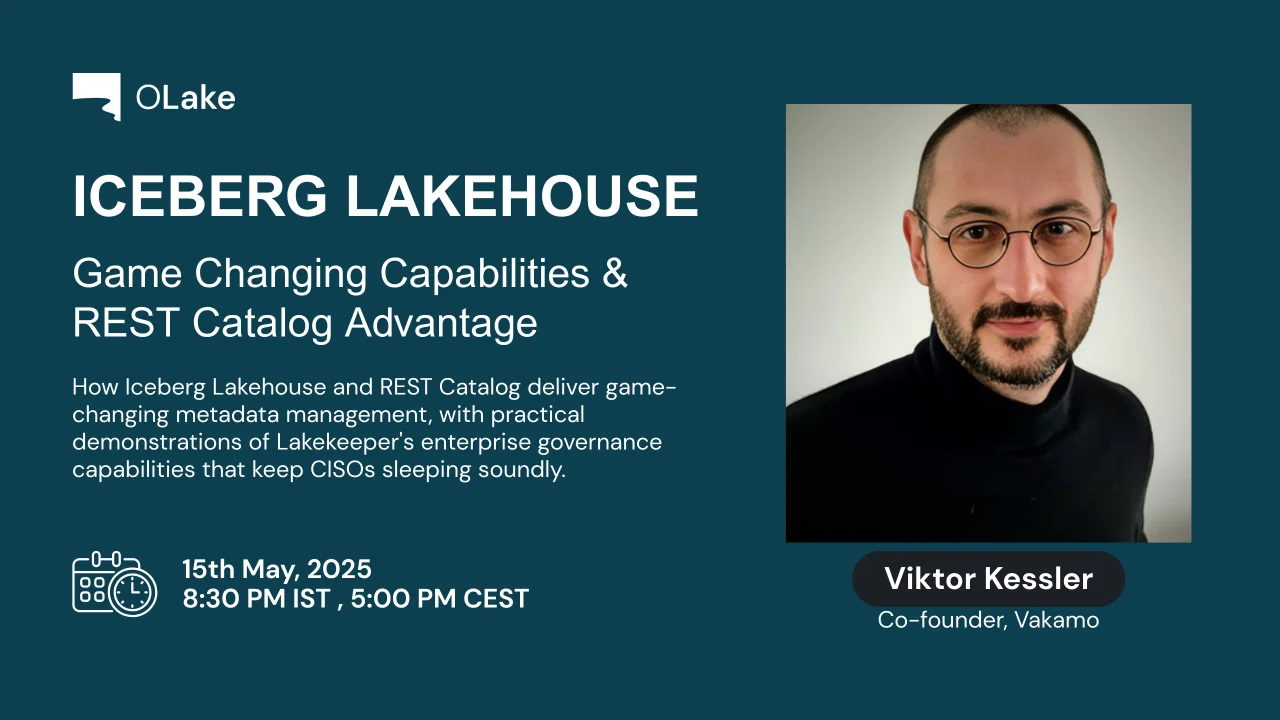 OLake
ICEBERG LAKEHOUSE
Game Changing Capabilities &
REST Catalog Advantage
How Iceberg Lakehouse and REST Catalog deliver game-
changing metadata management, with practical
demonstrations of Lakekeeper's enterprise governance
capabilities that keep CISOs sleeping soundly.
15th May, 2025
8:30 PM IST , 5:00 PM CEST
Viktor Kessler
Co-founder, Vakamo